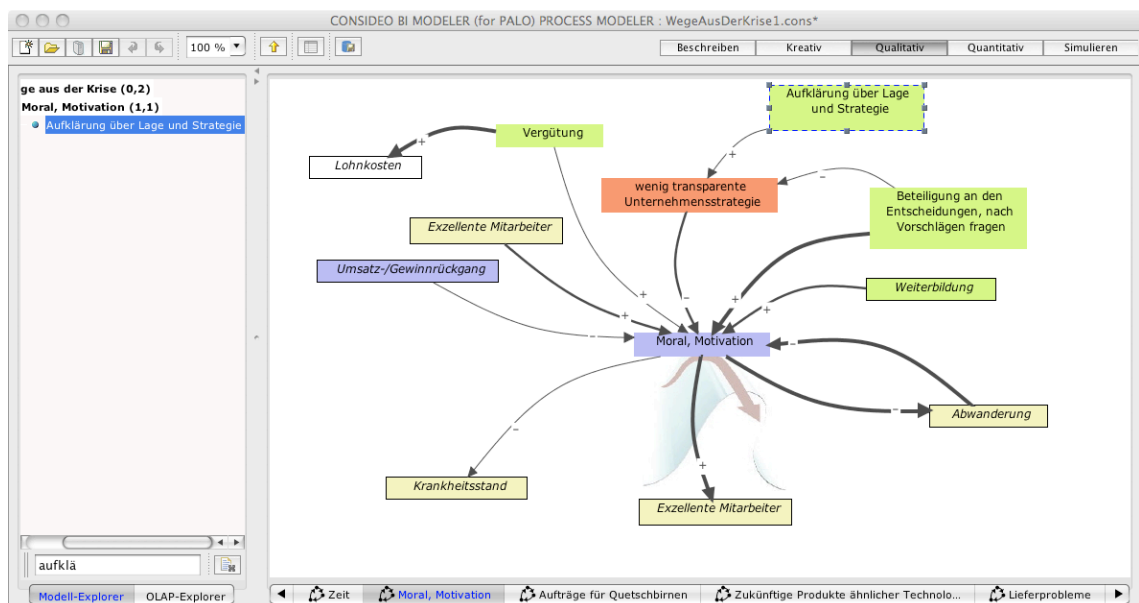 CONSIDEO BI MODELER (for PALO) PROCESS MODELER : WegeAusDerKrise1.cons*
100 %
Beschreiben
Kreativ
Qualitativ
Quantitativ
Simulieren
ge aus der Krise (0,2)
Moral, Motivation (1,1)
Aufklärung über Lage und Strategie
Aufklärung über Lage
und Strategie
Vergütung
+
Lohnkosten
+
wenig transparente
Unternehmensstrategie
–
Beteiligung an den
Entscheidungen, nach
Vorschlägen fragen
Exzellente Mitarbeiter
Umsatz-/Gewinnrückgang
Weiterbildung
+
–
+
+
+
–
Moral, Motivation
–
–
Abwanderung
–
+
Krankheitsstand
Exzellente Mitarbeiter
aufklä
Modell-Explorer
OLAP-Explorer
Zeit
Moral, Motivation
Aufträge für Quetschbirnen
Zukünftige Produkte ähnlicher Technolo...
Lieferprobleme